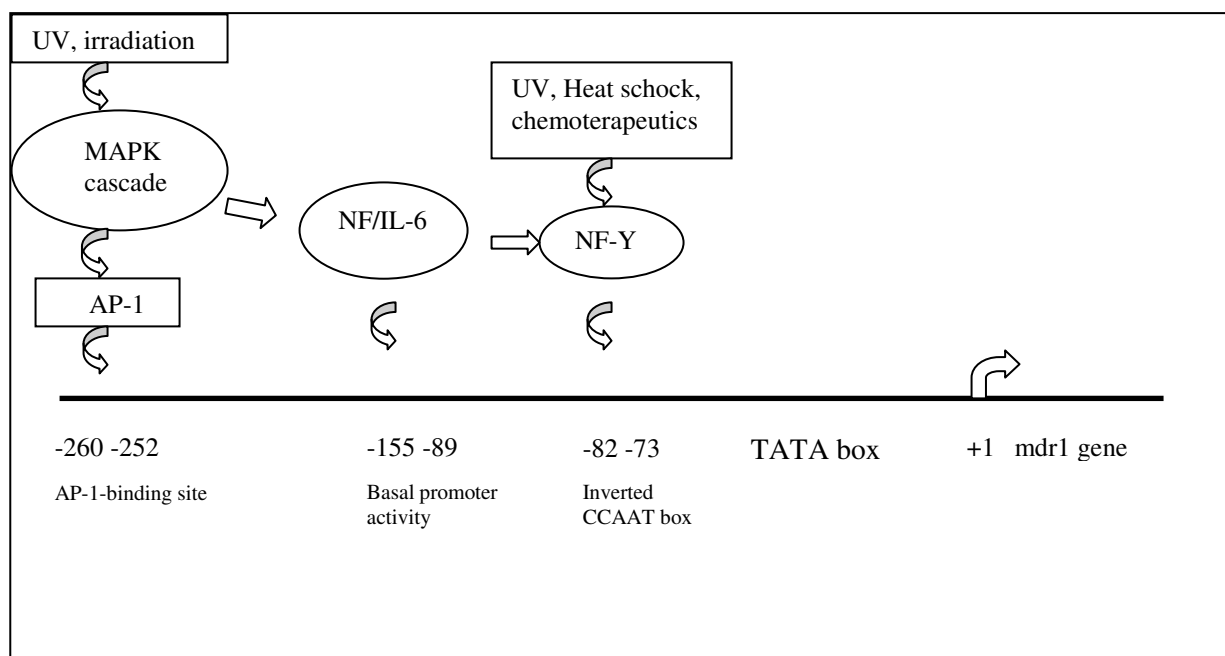 UV, irradiation
UV, Heat schock,
chemoterapeutics
MAPK
cascade
NF/IL-6
NF-Y
AP-1
-260 -252
-155 -89
-82 -73
TATA box
+1 mdr1 gene
AP-1-binding site
Basal promoter
activity
Inverted
CCAAT box